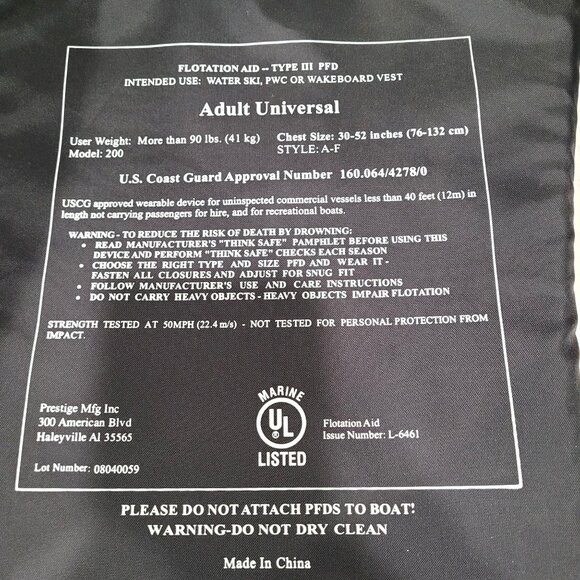 FLOTATION AID -- TYPE III PFD
INTENDED USE: WATER SKI, PWC OR WAKEBOARD VEST
Adult Universal
User Weight: More than 90 lbs. (41 kg) Chest Size: 30-52 inches (76-132 cm)
Model: 200 STYLE: A-F
U.S. Coast Guard Approval Number 160.064/4278/0
USCG approved wearable device for uninspected commercial vessels less than 40 feet (12m) in
length not carrying passengers for hire, and for recreational boats.
WARNING - TO REDUCE THE RISK OF DEATH BY DROWNING:
• READ MANUFACTURER'S "THINK SAFE" PAMPHLET BEFORE USING THIS
DEVICE AND PERFORM "THINK SAFE" CHECKS EACH SEASON
• CHOOSE THE RIGHT TYPE AND SIZE PFD AND WEAR IT -
FASTEN ALL CLOSURES AND ADJUST FOR SNUG FIT
• FOLLOW MANUFACTURER'S USE AND CARE INSTRUCTIONS
• DO NOT CARRY HEAVY OBJECTS - HEAVY OBJECTS IMPAIR FLOTATION
STRENGTH TESTED AT 50MPH (22.4 m/s) - NOT TESTED FOR PERSONAL PROTECTION FROM
IMPACT.
Prestige Mfg Inc
300 American Blvd
Haleyville Al 35565
Lot Number: 08040059
MARINE
UL ®
LISTED
Flotation Aid
Issue Number: L-6461
PLEASE DO NOT ATTACH PFDS TO BOAT!
WARNING-DO NOT DRY CLEAN
Made In China